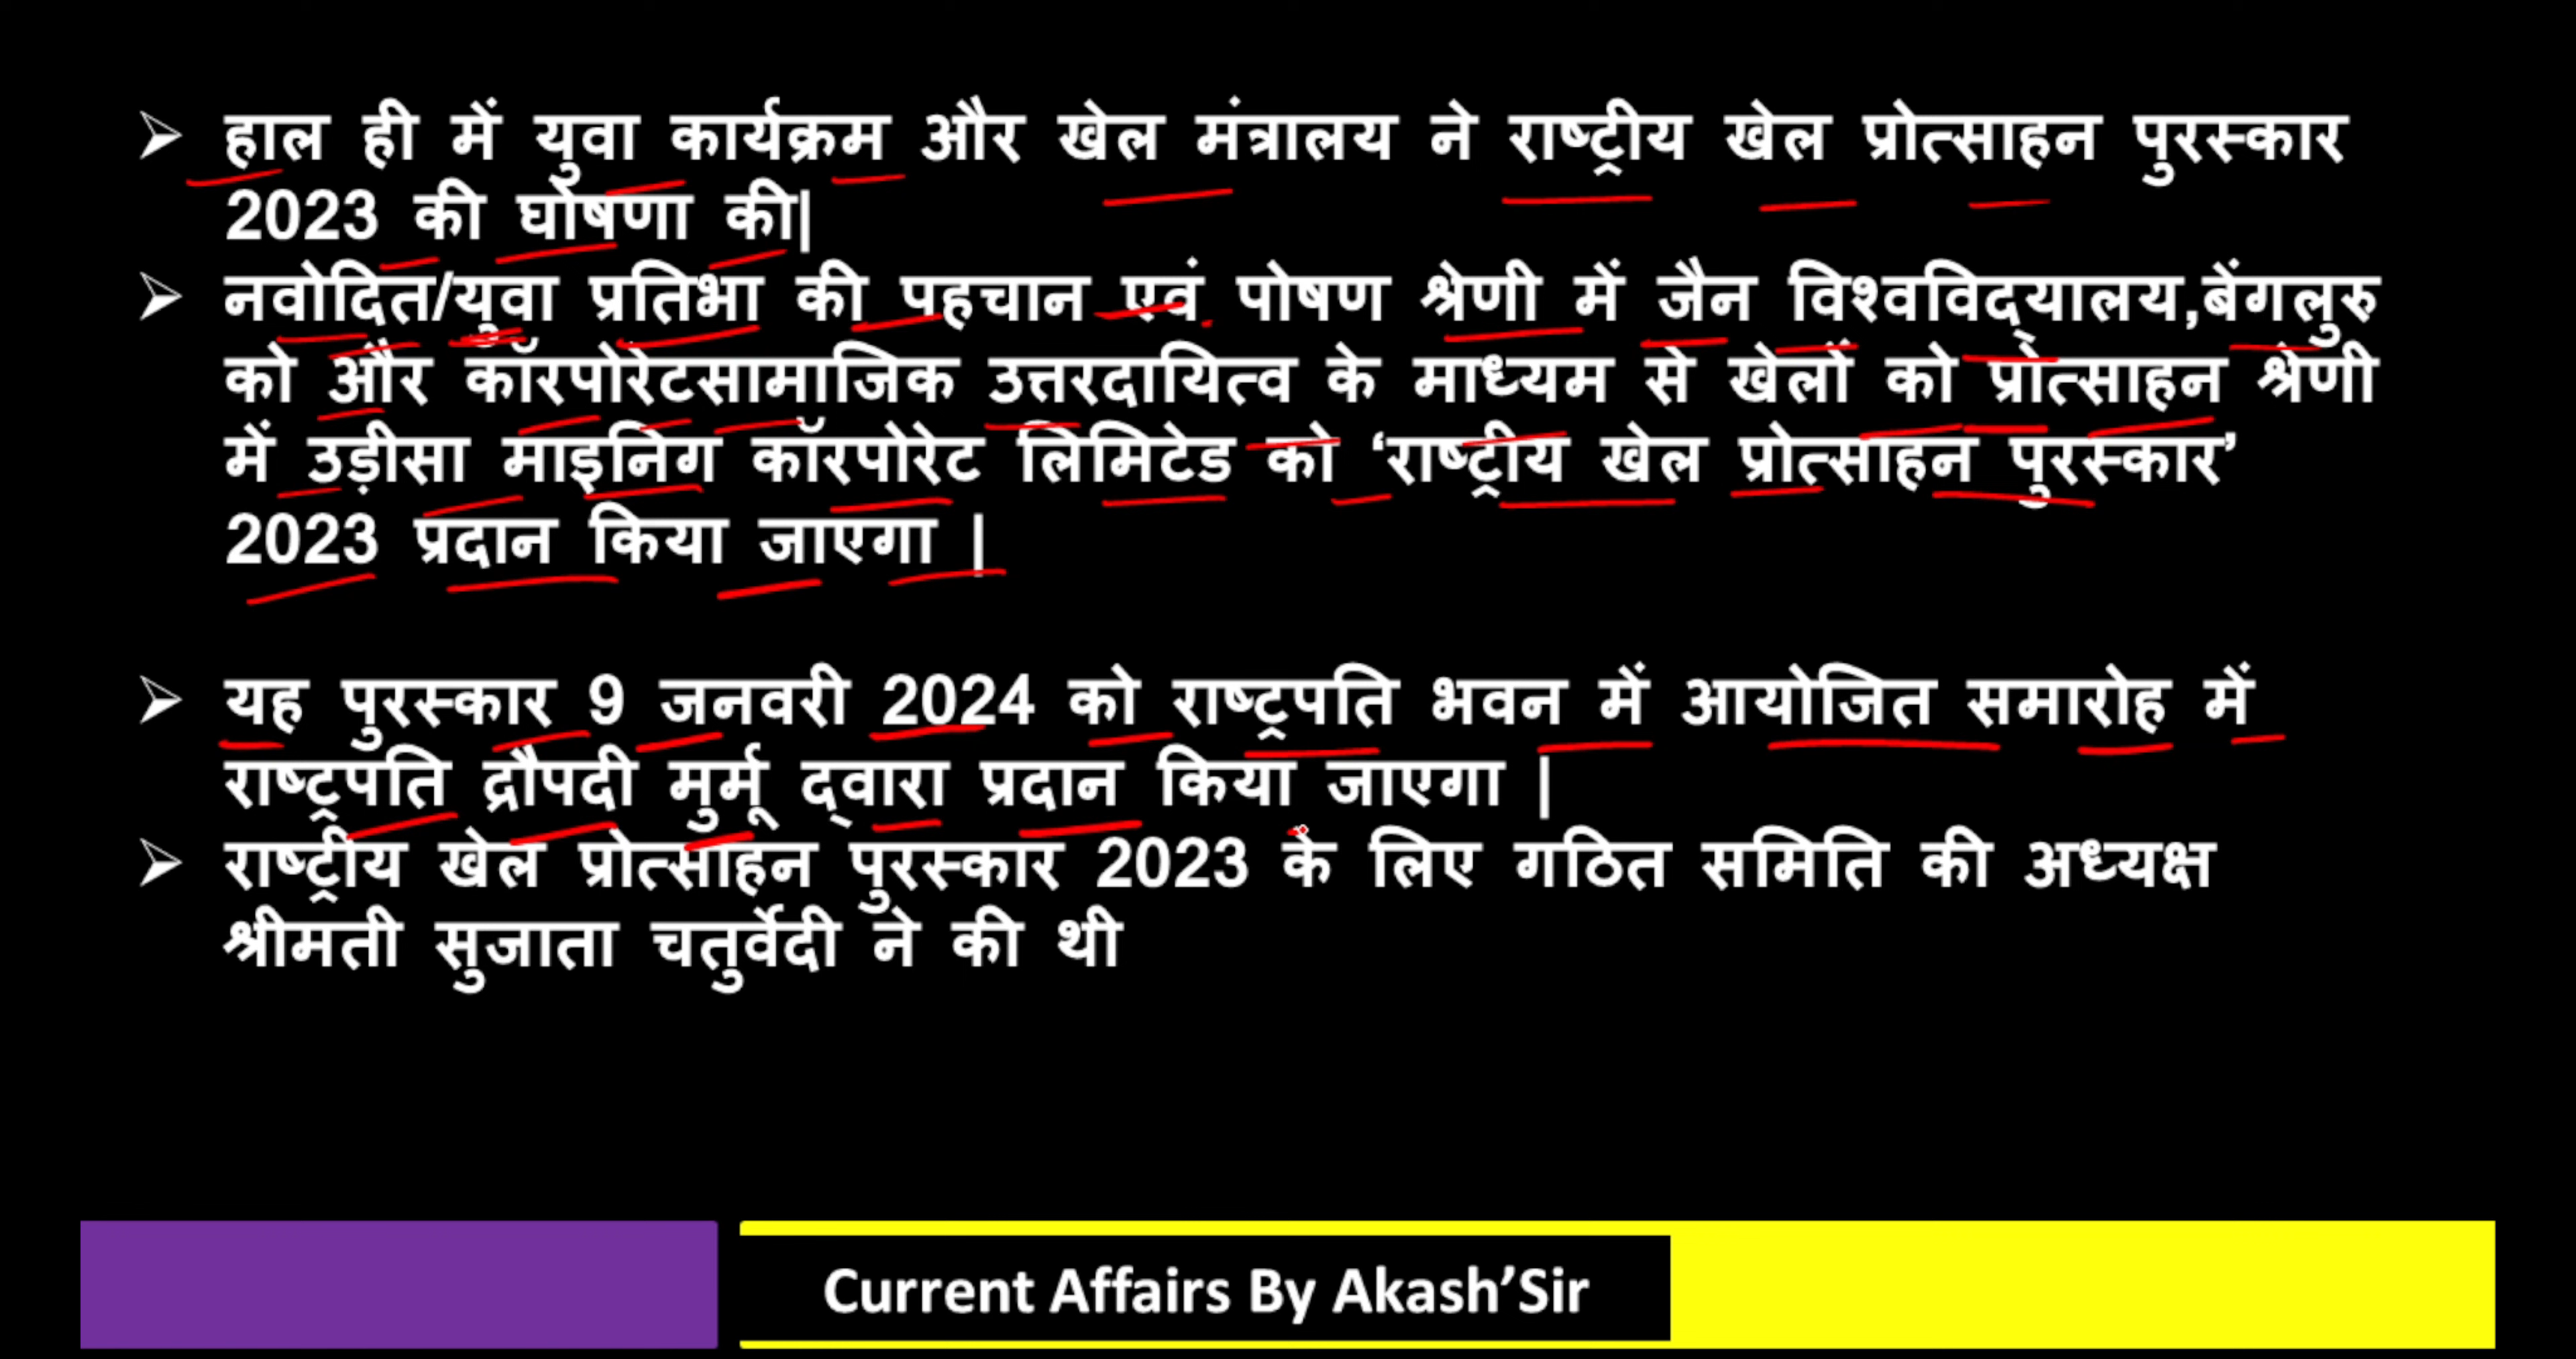 ➢ हाल ही में युवा कार्यक्रम और खेल मंत्रालय ने राष्ट्रीय खेल प्रोत्साहन पुरस्कार
2023 की घोषणा की|
➢ नवोदित/युवा प्रतिभा की पहचान एवं पोषण श्रेणी में जैन विश्वविद्यालय,बेंगलुरु
को और कॉरपोरेटसामाजिक उत्तरदायित्व के माध्यम से खेलों को प्रोत्साहन श्रेणी
में उड़ीसा माइनिंग कॉरपोरेट लिमिटेड को ‘राष्ट्रीय खेल प्रोत्साहन पुरस्कार’
2023 प्रदान किया जाएगा |
➢ यह पुरस्कार 9 जनवरी 2024 को राष्ट्रपति भवन में आयोजित समारोह में
राष्ट्रपति द्रौपदी मुर्मू द्वारा प्रदान किया जाएगा |
➢ राष्ट्रीय खेल प्रोत्साहन पुरस्कार 2023 के लिए गठित समिति की अध्यक्ष
श्रीमती सुजाता चतुर्वेदी ने की थी
Current Affairs By Akash’Sir